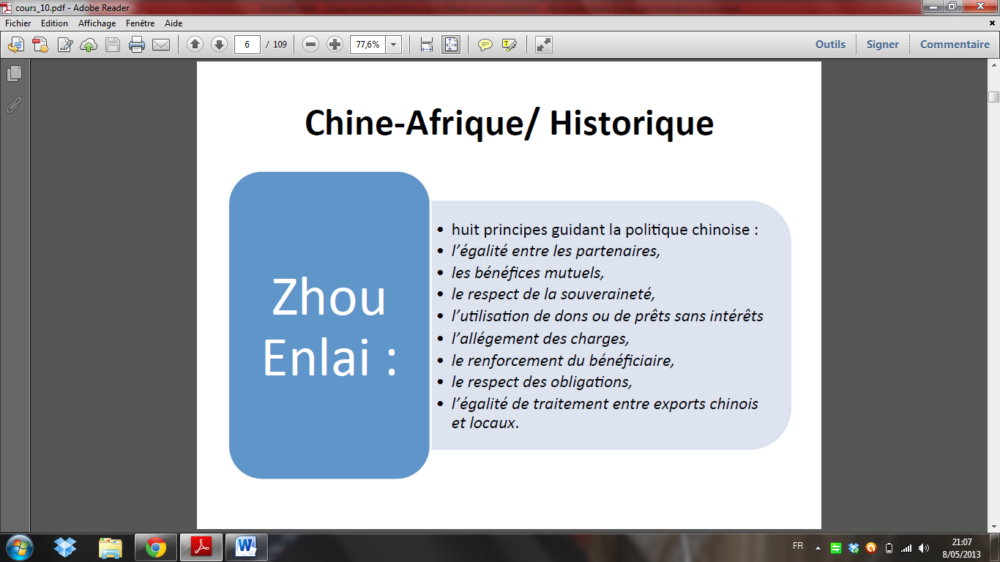 cours_10.pdf - Adobe Reader
Fichier Edition Affichage Fenêtre Aide
6 / 109 77,6% Outils Signer Commentaire
Chine-Afrique/ Historique
Zhou
Enlai :
• huit principes guidant la politique chinoise :
• l’égalité entre les partenaires,
• les bénéfices mutuels,
• le respect de la souveraineté,
• l’utilisation de dons ou de prêts sans intérêts
• l’allégement des charges,
• le renforcement du bénéficiaire,
• le respect des obligations,
• l’égalité de traitement entre exports chinois
et locaux.
FR
21:07
8/05/2013